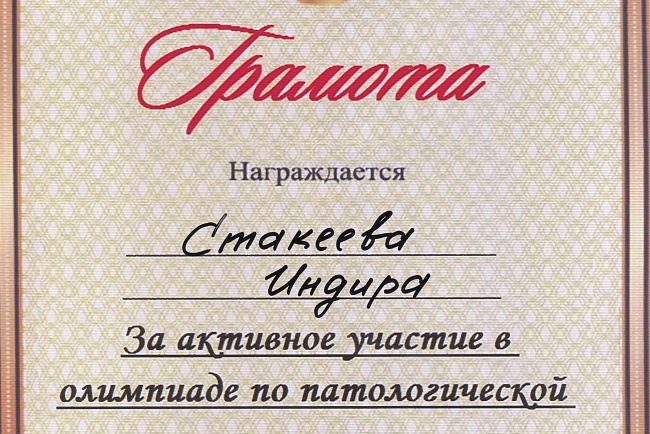 Грамота
Награждается
Стакеева
Индира
За активное участие в
олимпиаде по патологической